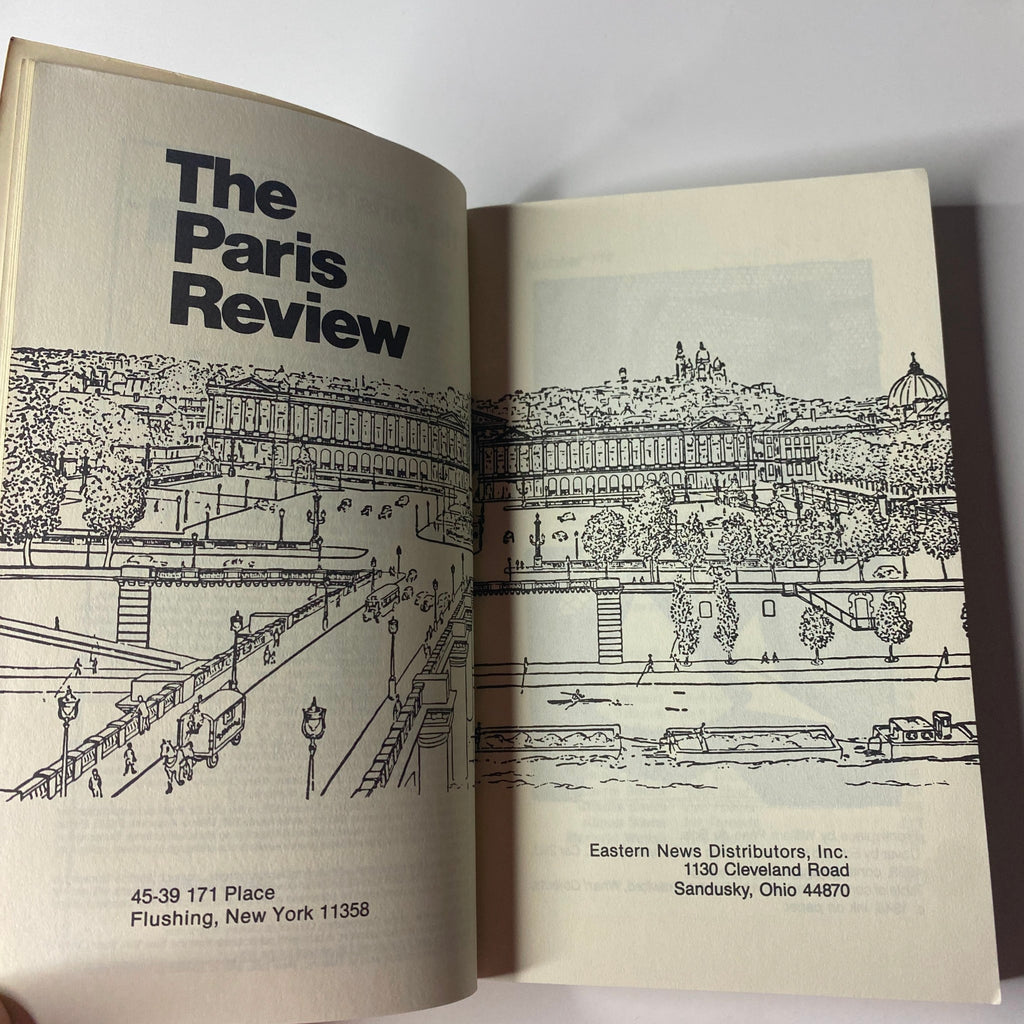 The
Paris
Review
45-39 171 Place
Flushing, New York 11358
Eastern News Distributors, Inc.
1130 Cleveland Road
Sandusky, Ohio 44870